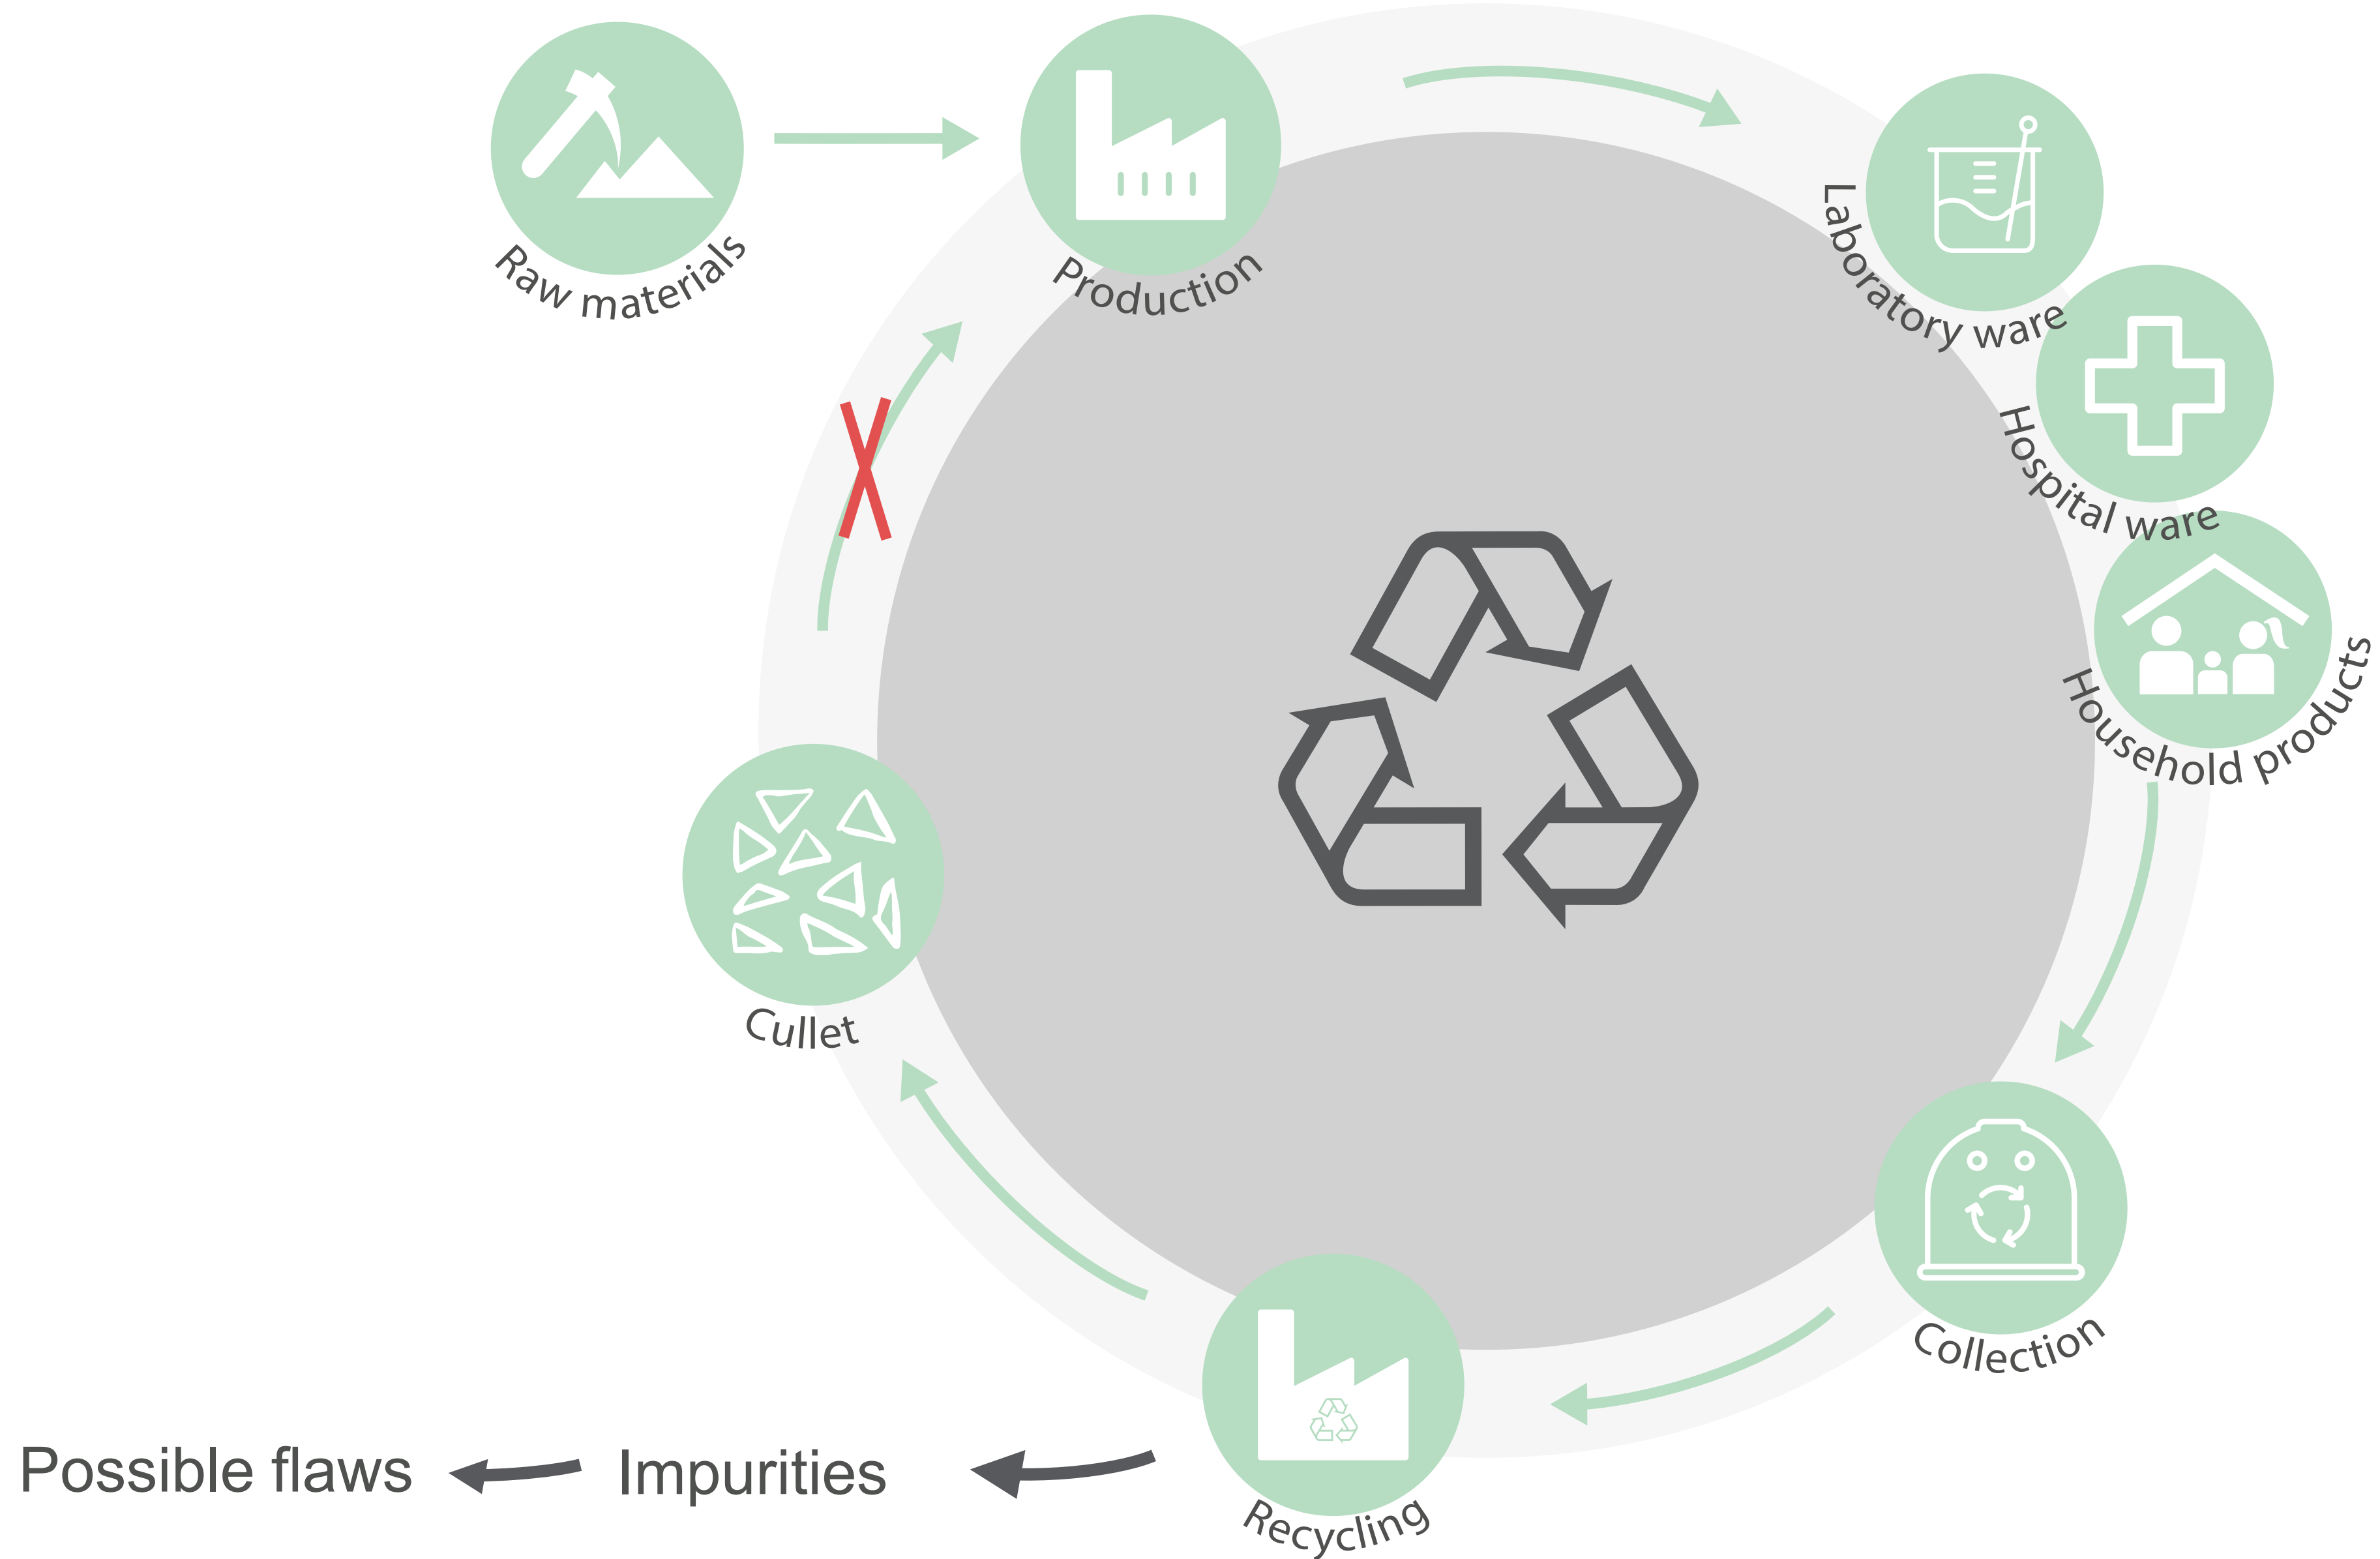 Raw materials
Production
Laboratory ware
Hospital ware
Household products
Collection
Recycling
Cullet
Impurities
Possible flaws